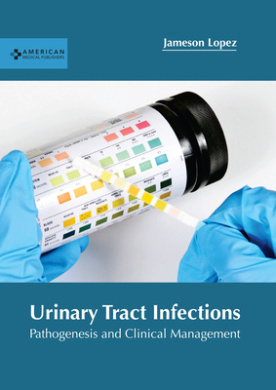 Jameson Lopez
AMERICAN
MEDICAL PUBLISHERS
Urinary Tract Infections
Pathogenesis and Clinical Management